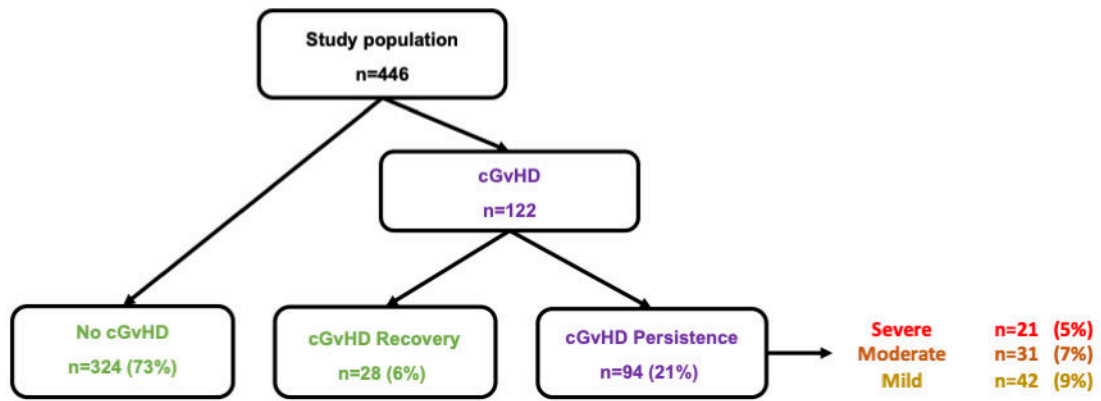 Study population
n=446
cGvHD
n=122
No cGvHD
n=324 (73%)
cGvHD Recovery
n=28 (6%)
cGvHD Persistence
n=94 (21%)
Severe n=21 (5%)
Moderate n=31 (7%)
Mild n=42 (9%)